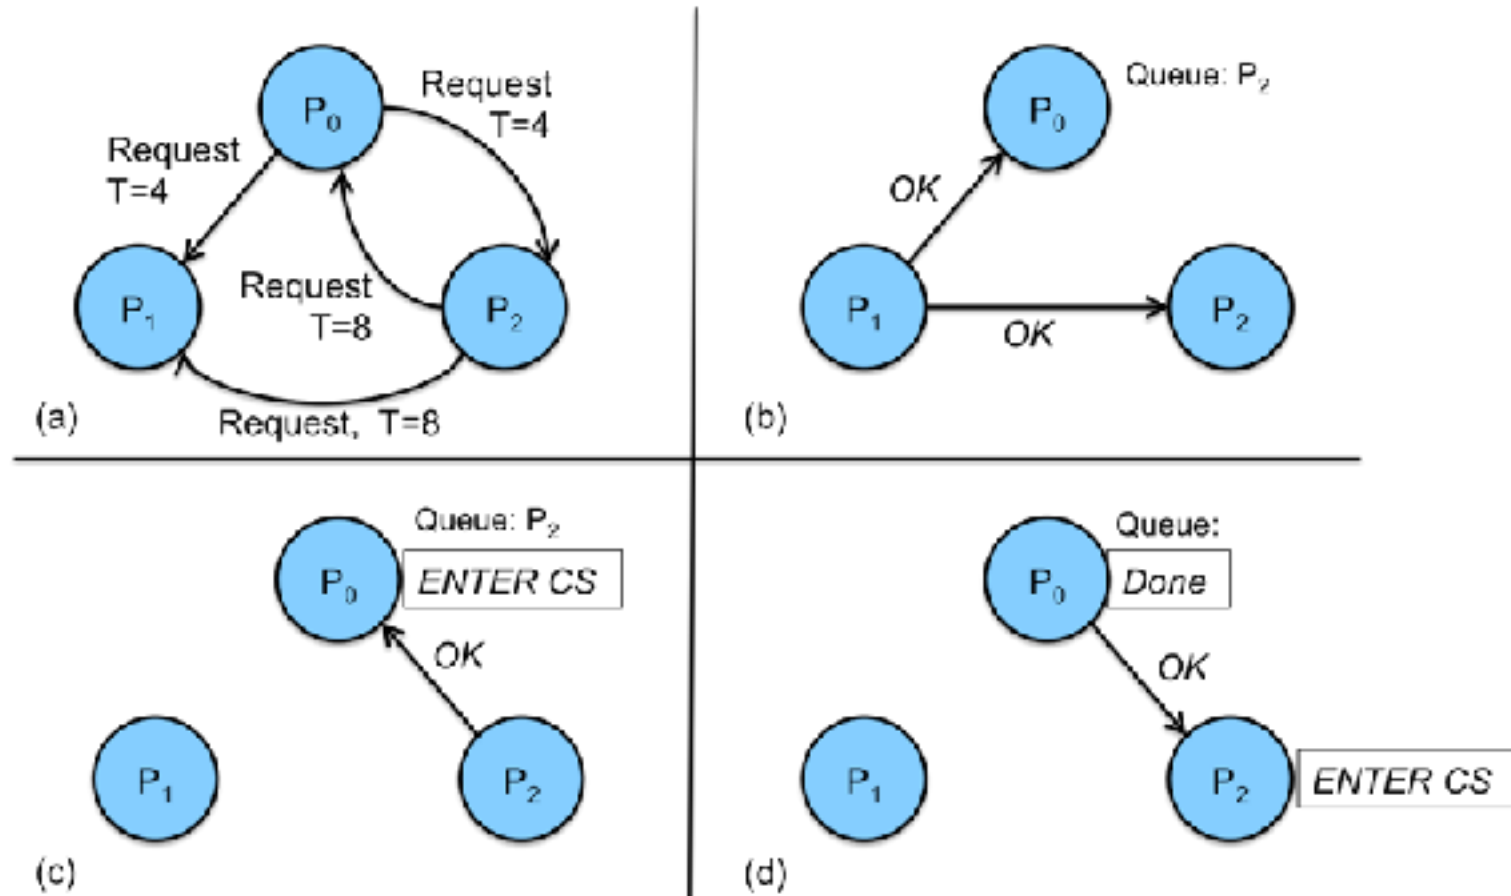 P₀
Request
T=4
Request
T=4
P₁
Request
T=8
P₂
Request, T=8
(a)
P₀
Queue: P₂
OK
P₁
OK
P₂
(b)
Queue: P₂
P₀
ENTER CS
OK
P₁
P₂
(c)
Queue:
P₀
Done
OK
P₁
P₂
ENTER CS
(d)